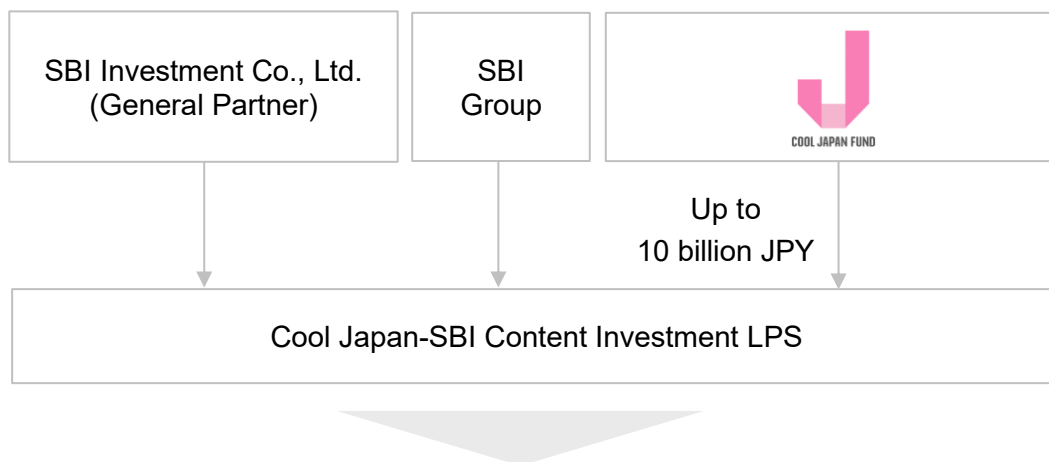 SBI Investment Co., Ltd.
(General Partner)
SBI
Group
COOL JAPAN FUND
Up to
10 billion JPY
Cool Japan-SBI Content Investment LPS